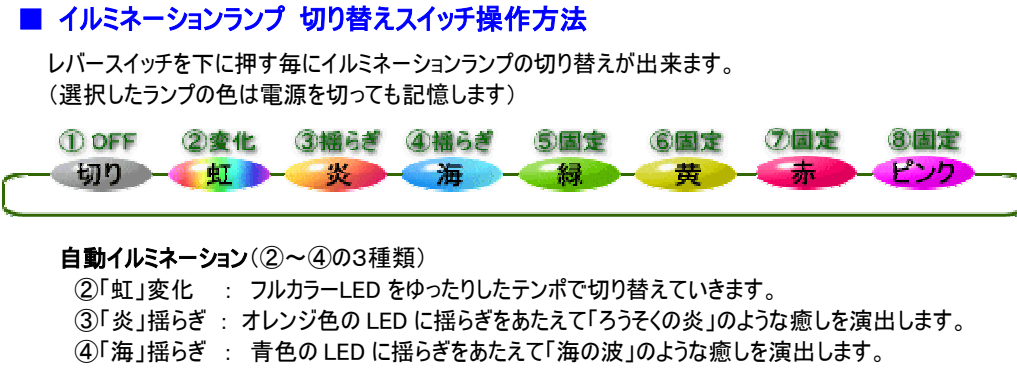 ■ イルミネーションランプ 切り替えスイッチ操作方法
レバースイッチを下に押す毎にイルミネーションランプの切り替えが出来ます。
（選択したランプの色は電源を切っても記憶します）
① OFF ②変化 ③揺らぎ ④揺らぎ ⑤固定 ⑥固定 ⑦固定 ⑧固定
切り 虹 炎 海 緑 黄 赤 ピンク
自動イルミネーション（②～④の3種類）
②「虹」変化 ： フルカラーLED をゆったりしたテンポで切り替えていきます。
③「炎」揺らぎ ： オレンジ色の LED に揺らぎをあたえて「ろうそくの炎」のような癒しを演出します。
④「海」揺らぎ ： 青色の LED に揺らぎをあたえて「海の波」のような癒しを演出します。